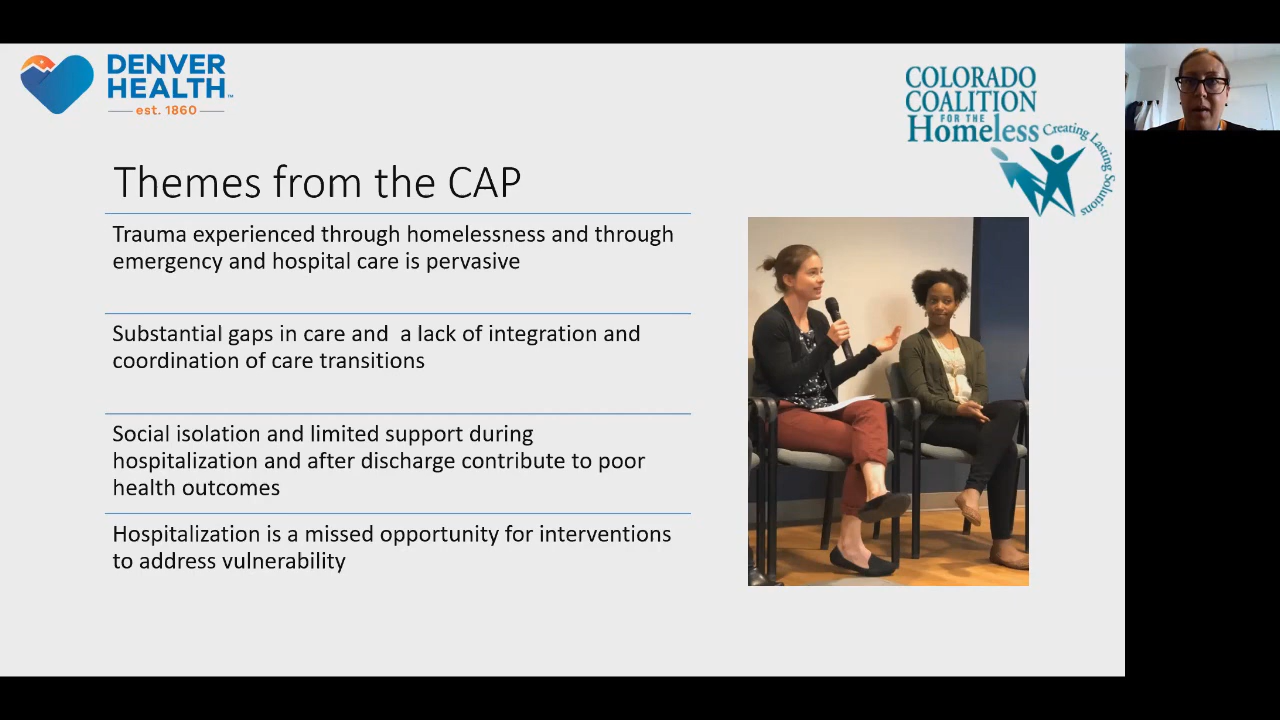 DENVER
HEALTH™
est. 1860
COLORADO
COALITION
FOR THE
Homeless
Creating Lasting Solutions
Themes from the CAP
Trauma experienced through homelessness and through
emergency and hospital care is pervasive
Substantial gaps in care and  a lack of integration and
coordination of care transitions
Social isolation and limited support during
hospitalization and after discharge contribute to poor
health outcomes
Hospitalization is a missed opportunity for interventions
to address vulnerability